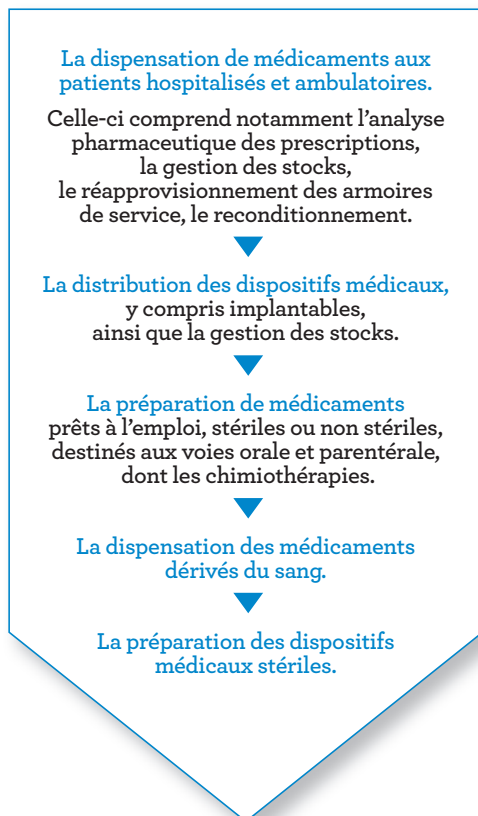 La dispensation de médicaments aux
patients hospitalisés et ambulatoires.
Celle-ci comprend notamment l’analyse
pharmaceutique des prescriptions,
la gestion des stocks,
le réapprovisionnement des armoires
de service, le reconditionnement.
La distribution des dispositifs médicaux,
y compris implantables,
ainsi que la gestion des stocks.
La préparation de médicaments
prêts à l’emploi, stériles ou non stériles,
destinés aux voies orale et parentérale,
dont les chimiothérapies.
La dispensation des médicaments
dérivés du sang.
La préparation des dispositifs
médicaux stériles.